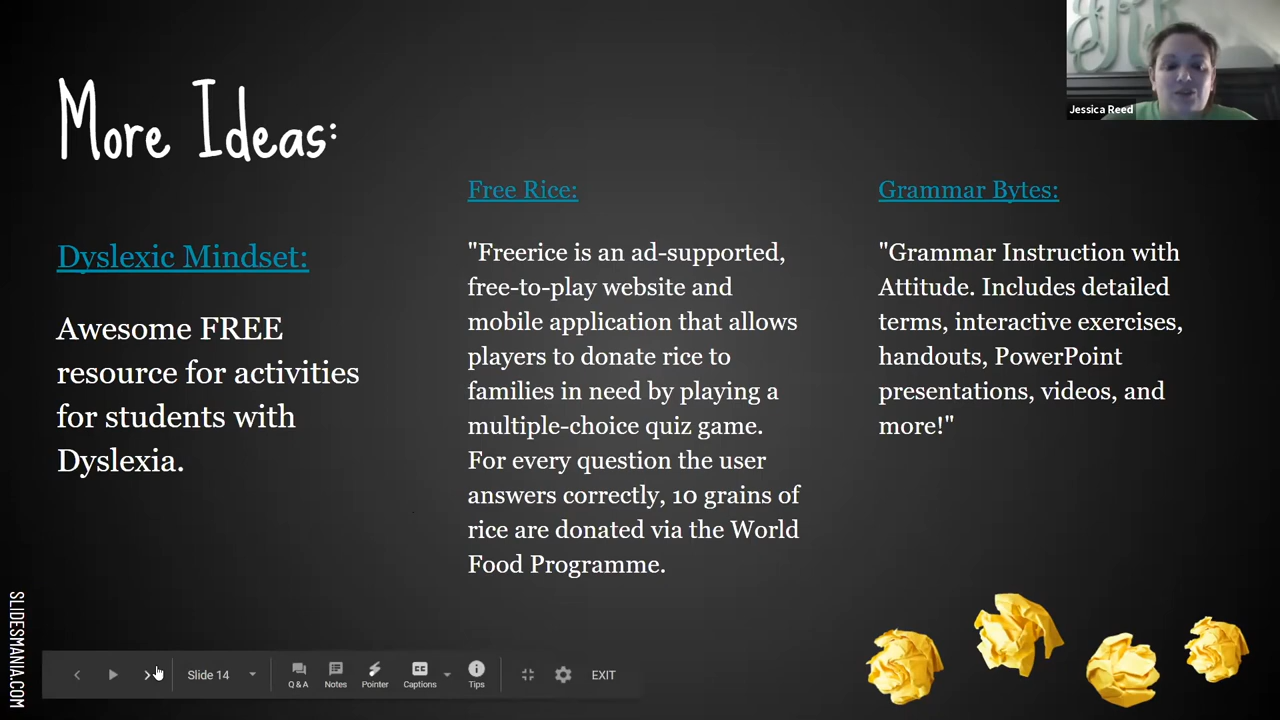 More Ideas:
Jessica Reed
Dyslexic Mindset:
Awesome FREE
resource for activities
for students with
Dyslexia.
Free Rice:
"Freerice is an ad-supported,
free-to-play website and
mobile application that allows
players to donate rice to
families in need by playing a
multiple-choice quiz game.
For every question the user
answers correctly, 10 grains of
rice are donated via the World
Food Programme.
Grammar Bytes:
"Grammar Instruction with
Attitude. Includes detailed
terms, interactive exercises,
handouts, PowerPoint
presentations, videos, and
more!"
SLIDESMANIA.COM
Slide 14
Q & A
Notes
Pointer
CC
Captions
Tips
EXIT